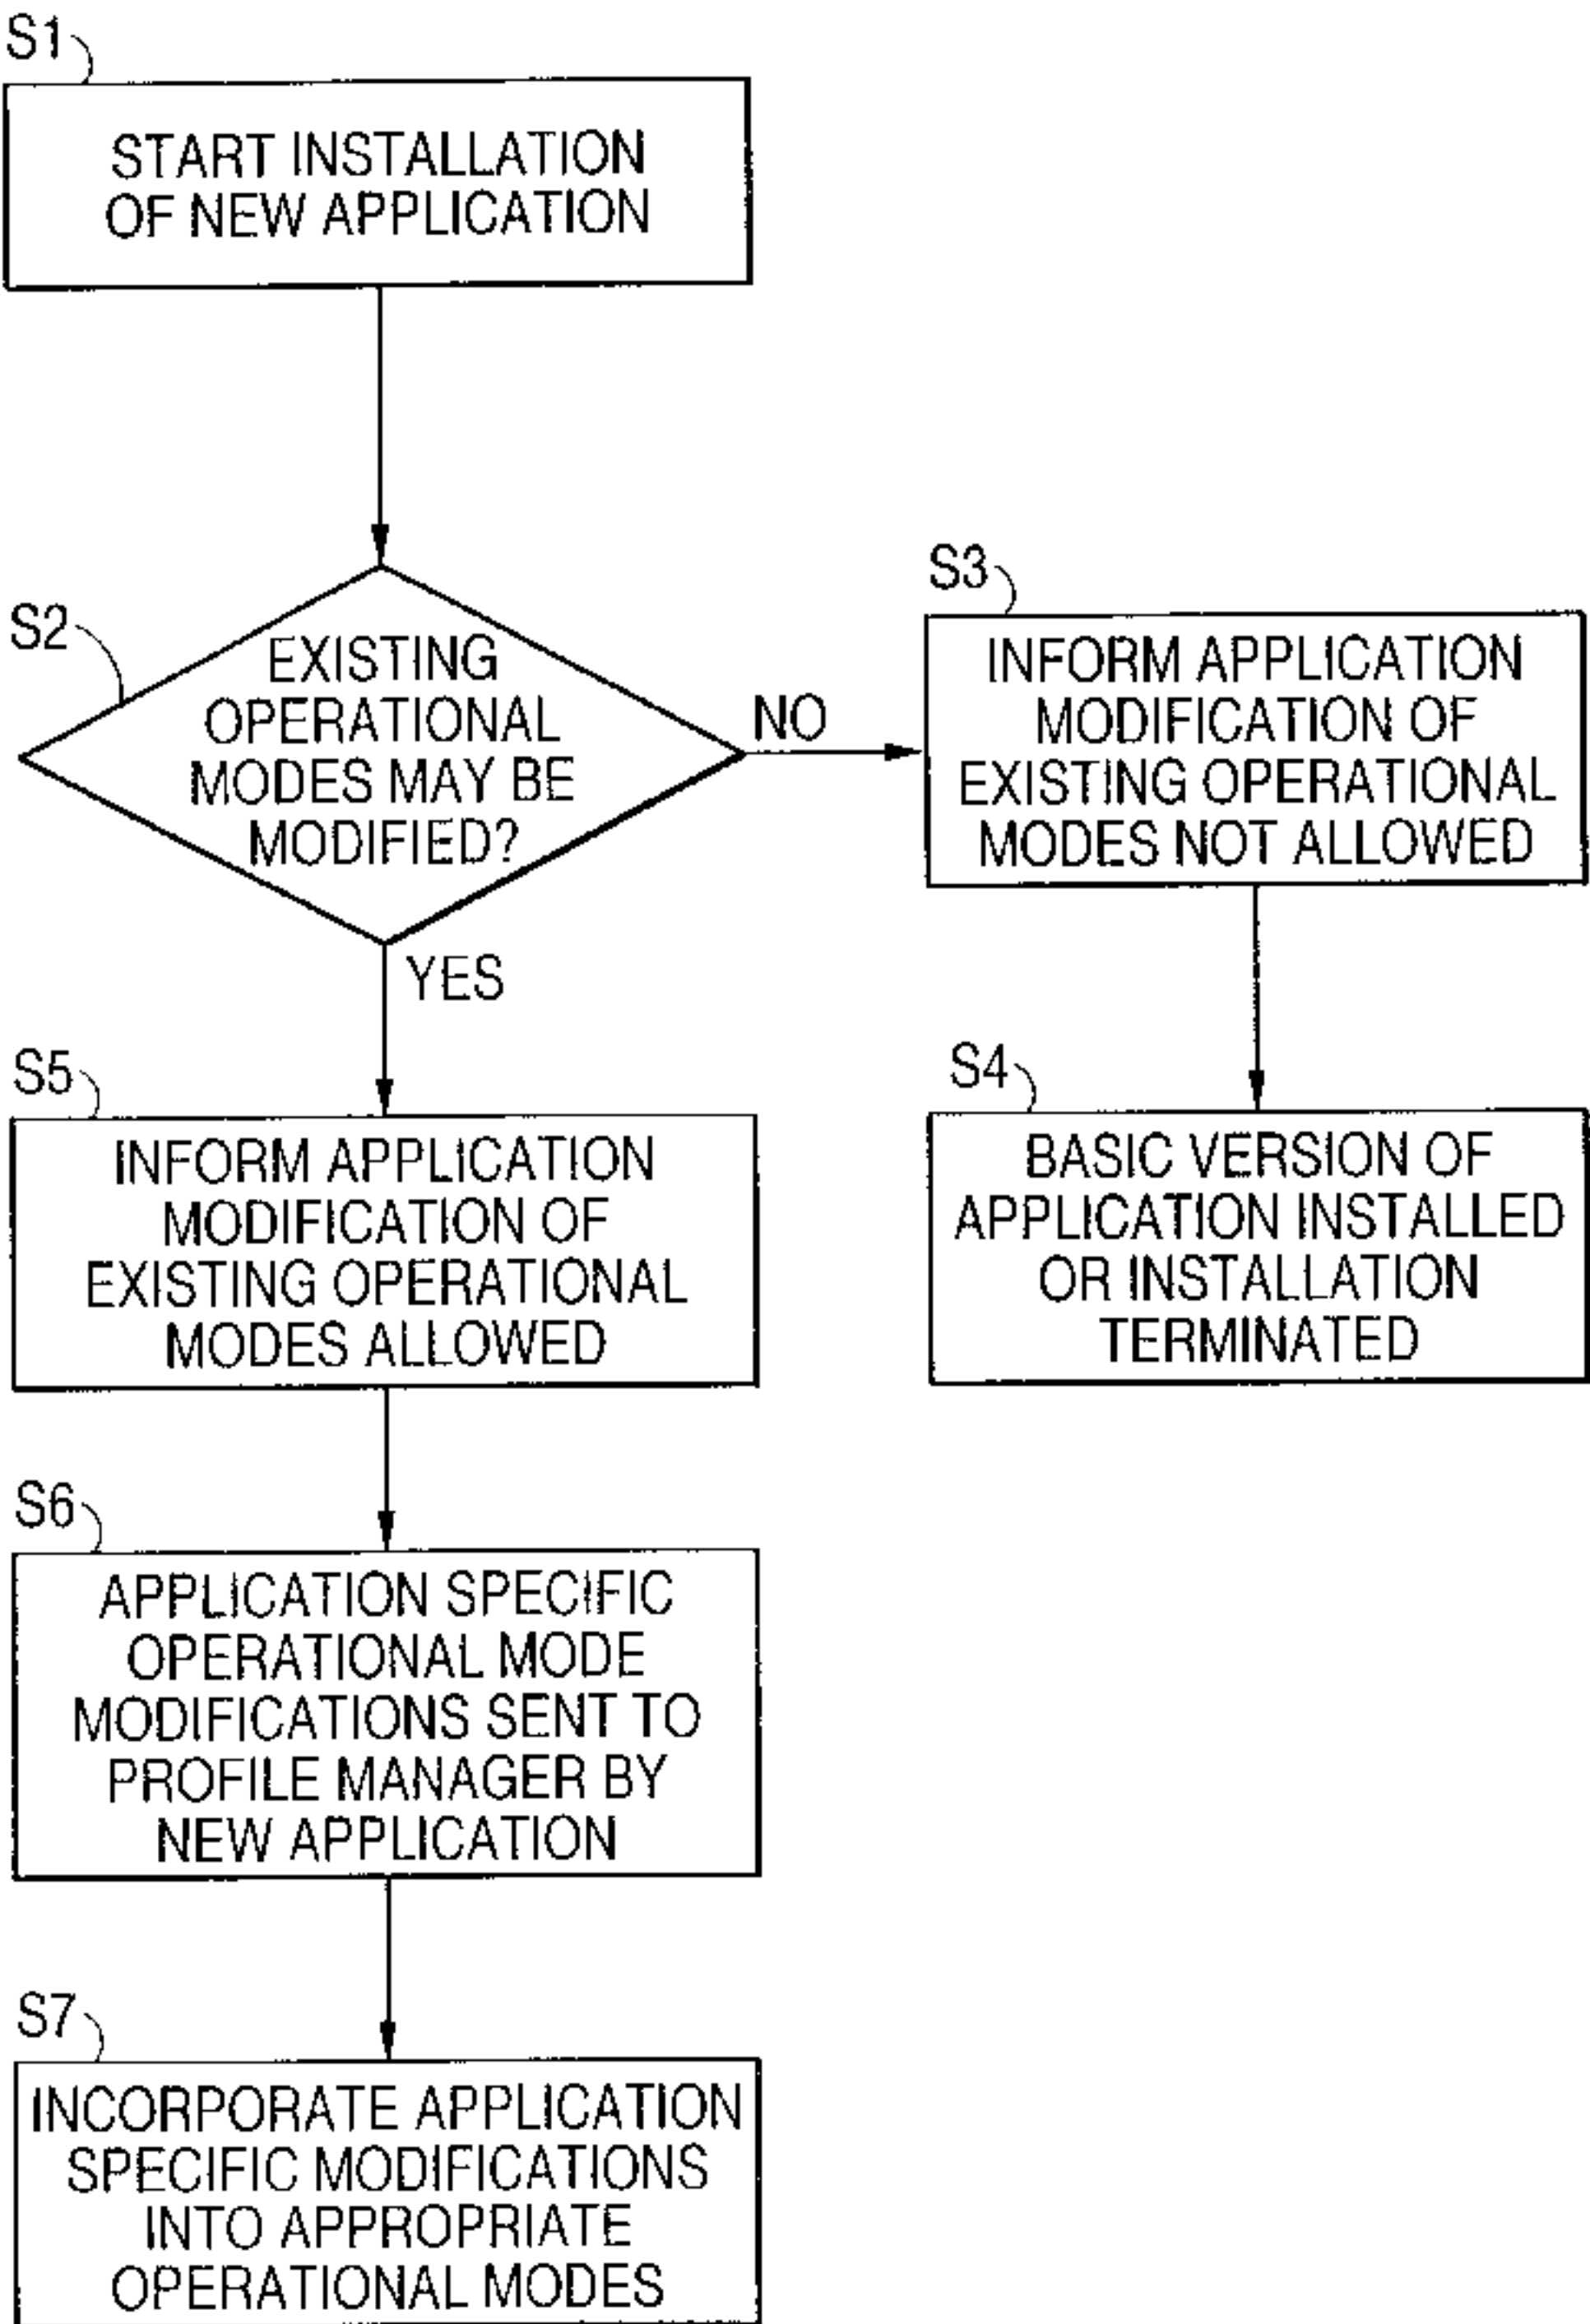 S1
START INSTALLATION
OF NEW APPLICATION
S2
EXISTING
OPERATIONAL
MODES MAY BE
MODIFIED?
NO
YES
S3
INFORM APPLICATION
MODIFICATION OF
EXISTING OPERATIONAL
MODES NOT ALLOWED
S4
BASIC VERSION OF
APPLICATION INSTALLED
OR INSTALLATION
TERMINATED
S5
INFORM APPLICATION
MODIFICATION OF
EXISTING OPERATIONAL
MODES ALLOWED
S6
APPLICATION SPECIFIC
OPERATIONAL MODE
MODIFICATIONS SENT TO
PROFILE MANAGER BY
NEW APPLICATION
S7
INCORPORATE APPLICATION
SPECIFIC MODIFICATIONS
INTO APPROPRIATE
OPERATIONAL MODES